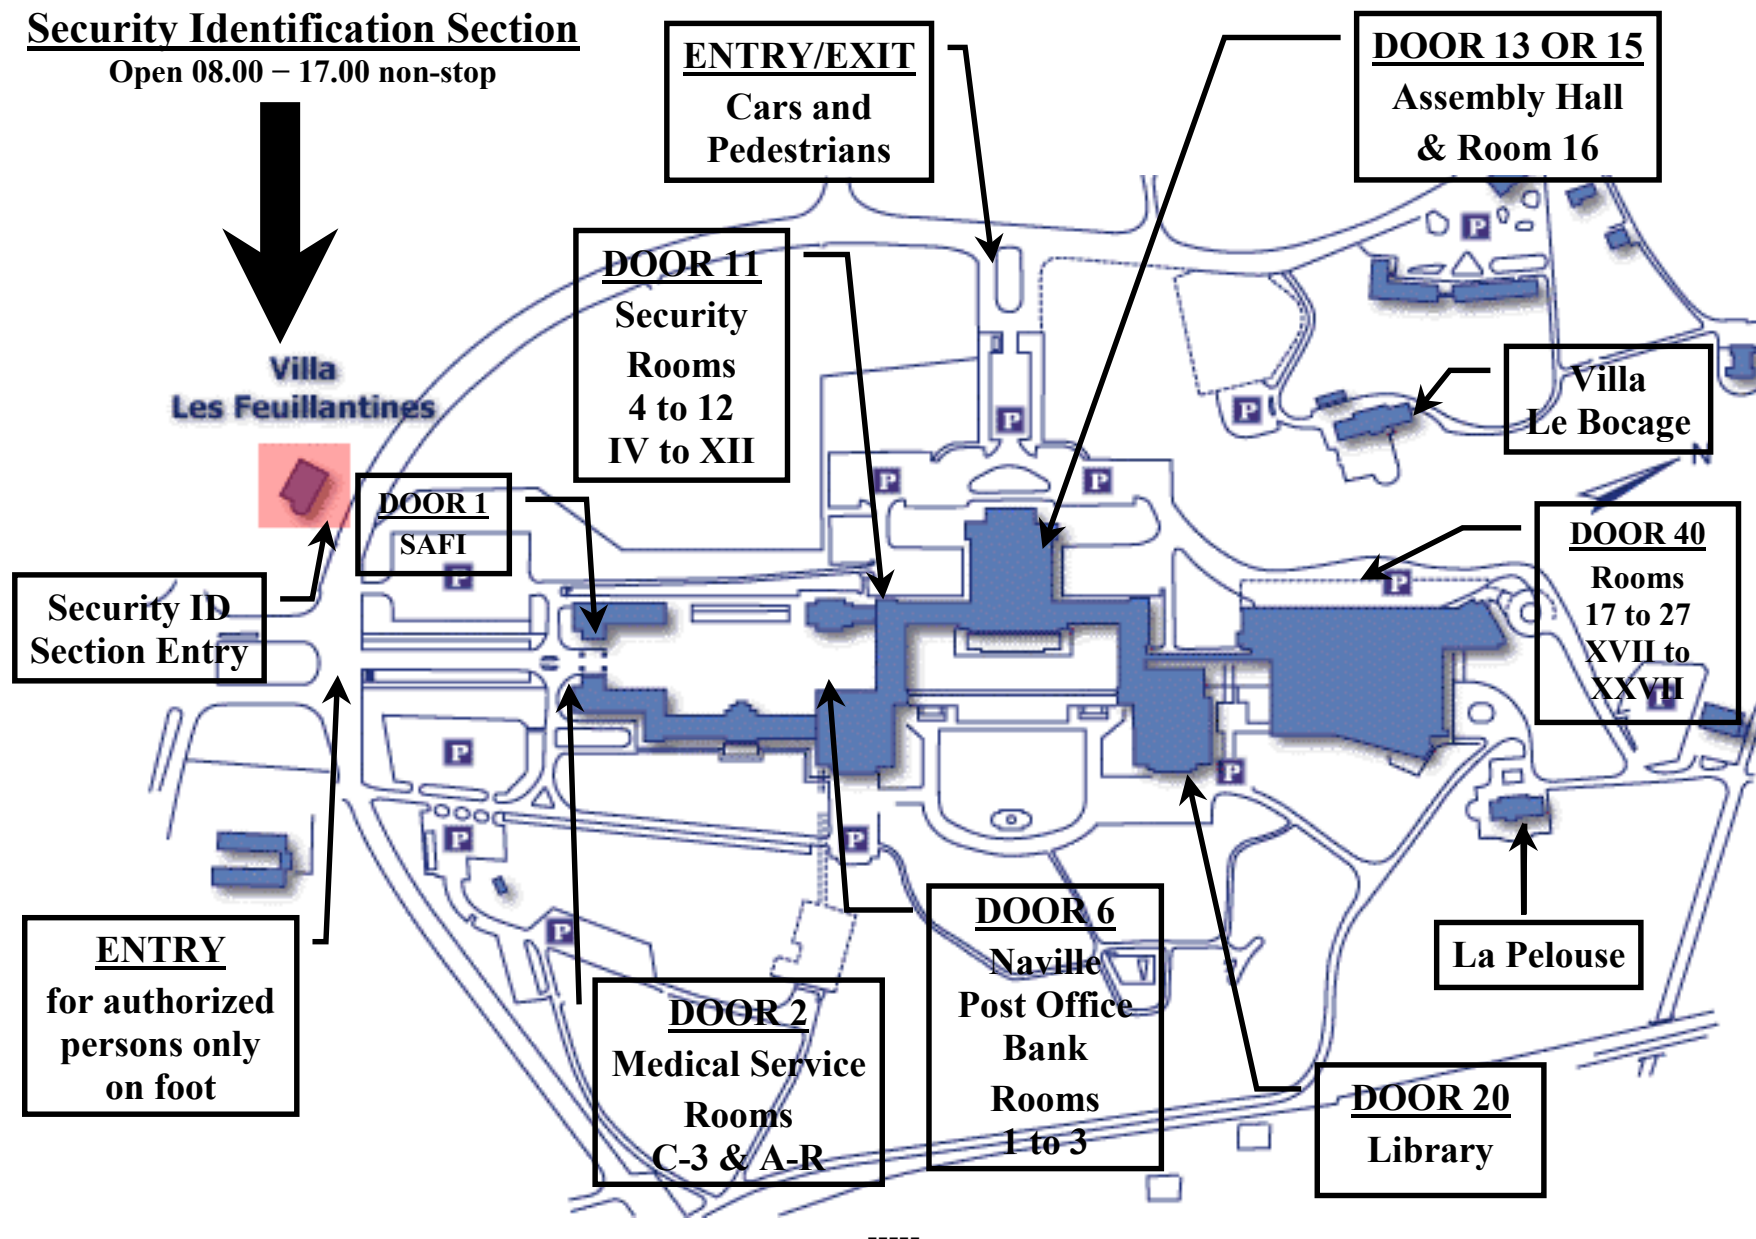 Security Identification Section
Open 08.00 – 17.00 non-stop
ENTRY/EXIT
Cars and
Pedestrians
DOOR 13 OR 15
Assembly Hall
& Room 16
DOOR 11
Security
Rooms
4 to 12
IV to XII
Villa
Les Feuillantines
Villa
Le Bocage
N
DOOR 1
SAFI
DOOR 40
Rooms
17 to 27
XVII to
XXVII
Security ID
Section Entry
P
P
P
P
P
P
P
P
P
P
P
P
P
P
ENTRY
for authorized
persons only
on foot
DOOR 2
Medical Service
Rooms
C-3 & A-R
DOOR 6
Naville
Post Office
Bank
Rooms
1 to 3
La Pelouse
DOOR 20
Library
-----